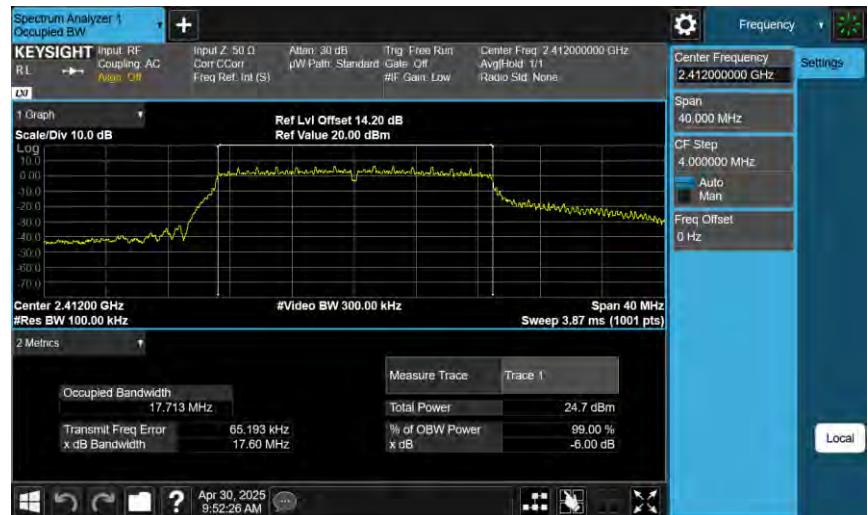 Spectrum Analyzer 1
Occupied BW
+
Frequency
KEYSIGHT
RL
LXI
Input: RF
Coupling: AC
Align: Off
Input Z: 50 Ω
Corr CCorr
Freq Ref: Int (S)
Atten: 30 dB
µW Path: Standard
Trig: Free Run
Gate: Off
#IF Gain: Low
Center Freq: 2.412000000 GHz
Avg|Hold: 1/1
Radio Std: None
Center Frequency
2.412000000 GHz
Settings
Span
40.000 MHz
CF Step
4.000000 MHz
Auto
Man
Freq Offset
0 Hz
1 Graph
Scale/Div 10.0 dB
Ref Lvl Offset 14.20 dB
Ref Value 20.00 dBm
Log
10.0
0.00
-10.0
-20.0
-30.0
-40.0
-50.0
-60.0
-70.0
Center 2.41200 GHz
#Video BW 300.00 kHz
Span 40 MHz
#Res BW 100.00 kHz
Sweep 3.87 ms (1001 pts)
2 Metrics
Measure Trace
Trace 1
Occupied Bandwidth
17.713 MHz
Total Power
24.7 dBm
Transmit Freq Error
65.193 kHz
% of OBW Power
99.00 %
x dB Bandwidth
17.60 MHz
x dB
-6.00 dB
Local
?
Apr 30, 2025
9:52:26 AM